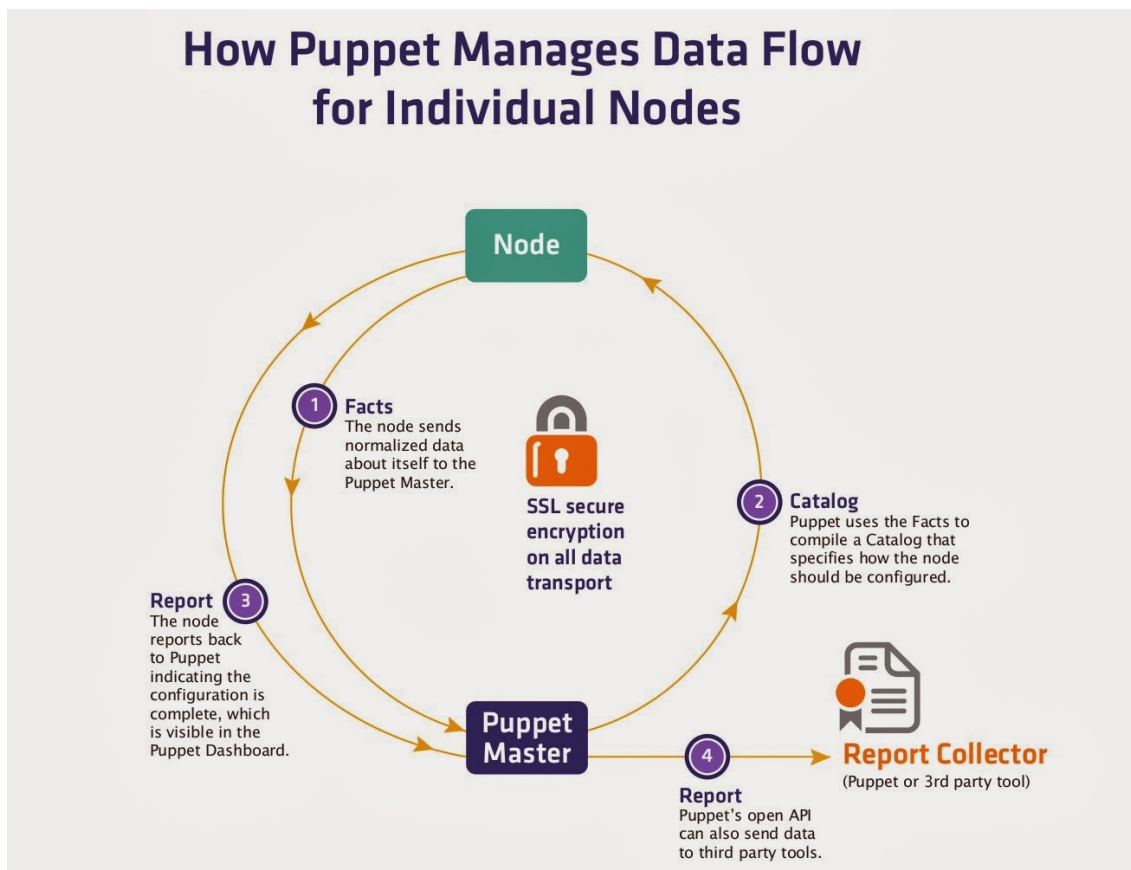 How Puppet Manages Data Flow
for Individual Nodes
Node
1
Facts
The node sends
normalized data
about itself to the
Puppet Master.
SSL secure
encryption
on all data
transport
2
Catalog
Puppet uses the Facts to
compile a Catalog that
specifies how the node
should be configured.
3
Report
The node
reports back
to Puppet
indicating the
configuration is
complete, which
is visible in the
Puppet Dashboard.
Puppet
Master
4
Report
Puppet's open API
can also send data
to third party tools.
Report Collector
(Puppet or 3rd party tool)